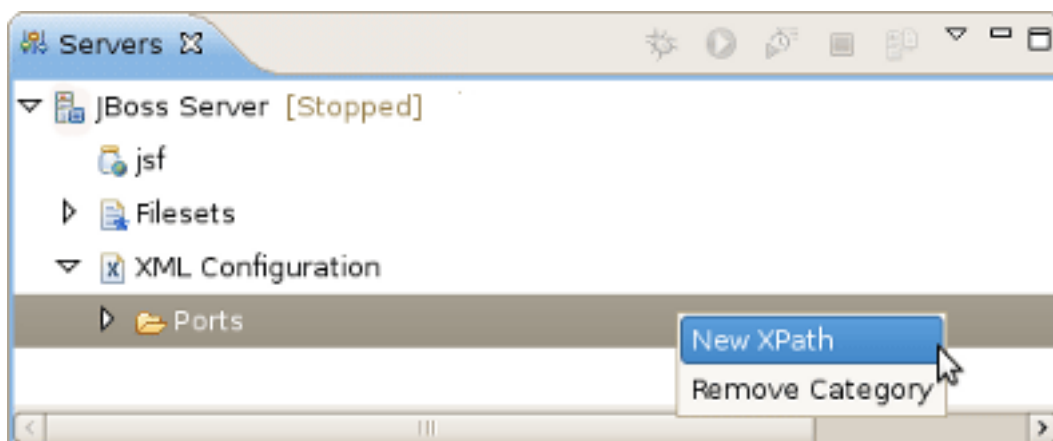 Servers
JBoss Server [Stopped]
jsf
Filesets
XML Configuration
Ports
New XPath
Remove Category